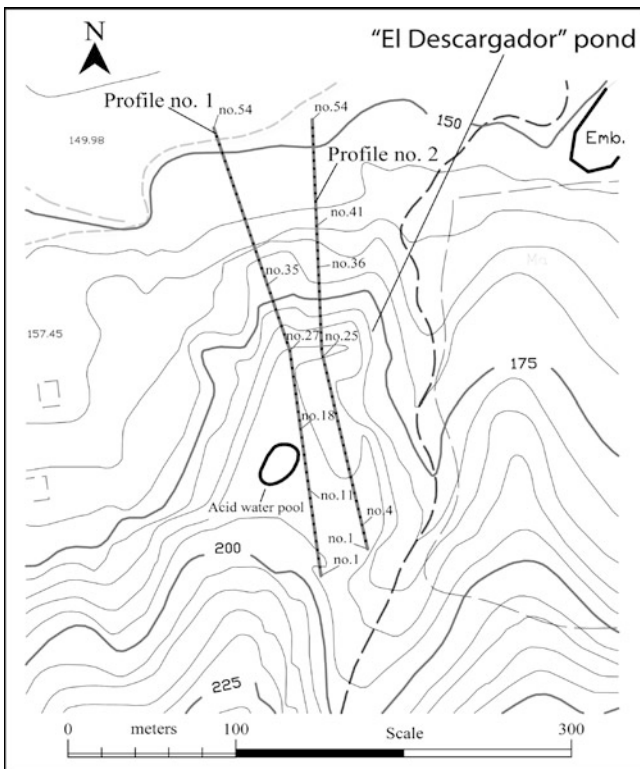 N
“El Descargador” pond
Profile no. 1
no.54
no.54
150
Emb.
149.98
Profile no. 2
no.41
no.35
no.36
157.45
no.27
no.25
175
no.18
no.11
Acid water pool
no.4
no.1
no.1
200
225
0
meters
100
Scale
300